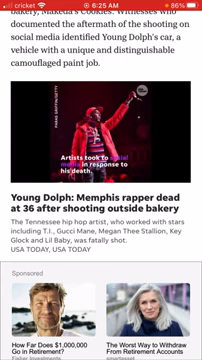 cricket
6:25 AM
86%
bakery, Makeda's Cookies. Witnesses who
documented the aftermath of the shooting on
social media identified Young Dolph's car, a
vehicle with a unique and distinguishable
camouflaged paint job.
Artists took to social
media in response to
his death.
Young Dolph: Memphis rapper dead
at 36 after shooting outside bakery
The Tennessee hip hop artist, who worked with stars
including T.I., Gucci Mane, Megan Thee Stallion, Key
Glock and Lil Baby, was fatally shot.
USA TODAY, USA TODAY
Sponsored
How Far Does $1,000,000
Go in Retirement?
Fisher Investments
The Worst Way to Withdraw
From Retirement Accounts
smartasset